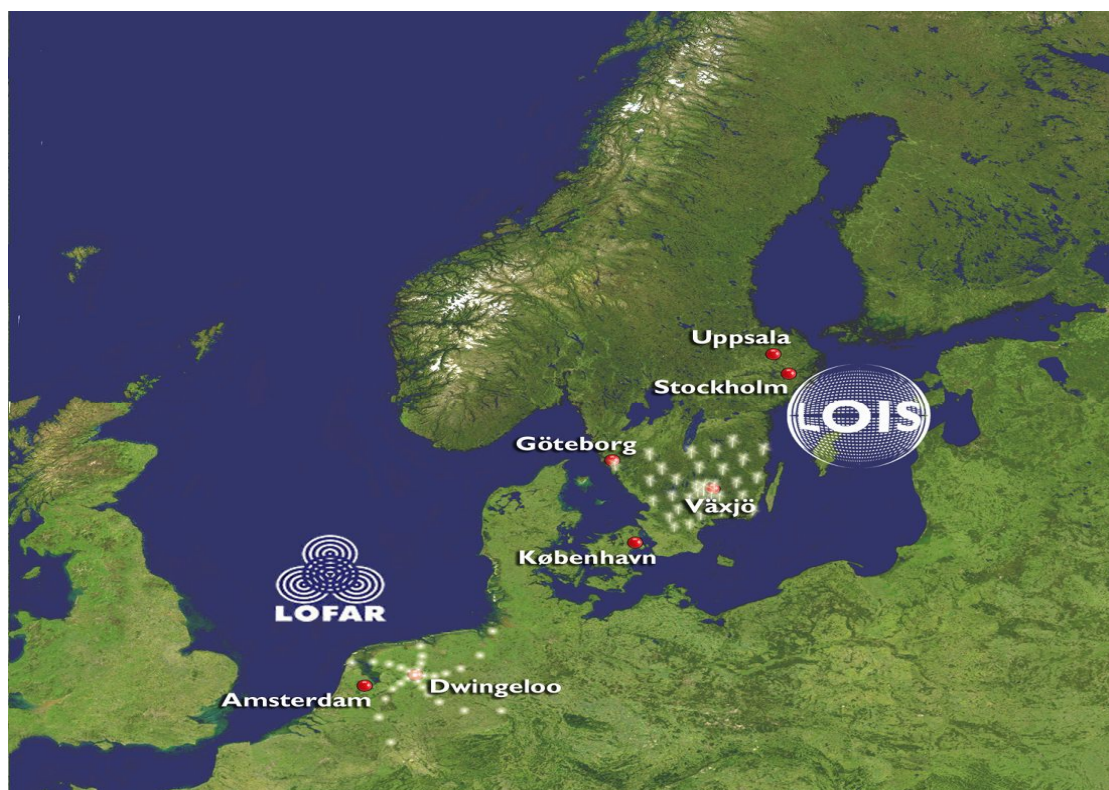 Uppsala
Stockholm
LOIS
Göteborg
Växjö
København
LOFAR
Dwingeloo
Amsterdam